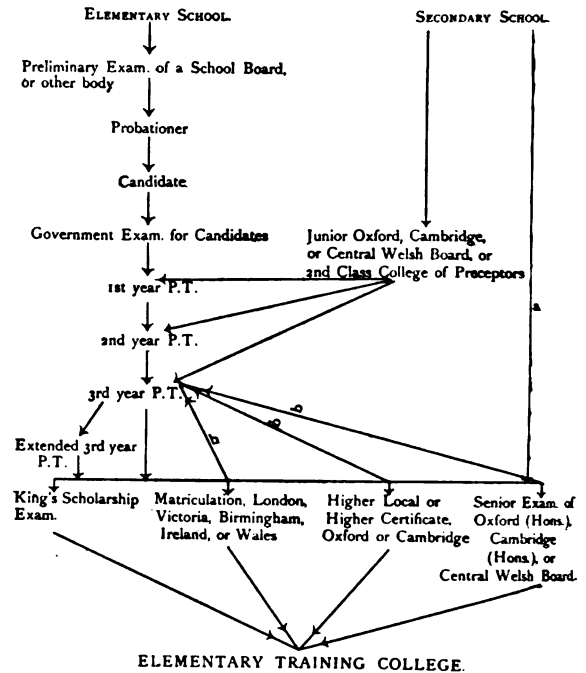 ELEMENTARY SCHOOL.
SECONDARY SCHOOL.
Preliminary Exam. of a School Board,
or other body
Probationer
Candidate.
Government Exam. for Candidates
Junior Oxford, Cambridge,
or Central Welsh Board, or
2nd Class College of Preceptors
1st year P.T.
a
2nd year P.T.
3rd year P.T.
b
b
a
Extended 3rd year
P.T.
King's Scholarship
Exam.
Matriculation, London,
Victoria, Birmingham,
Ireland, or Wales
Higher Local or
Higher Certificate,
Oxford or Cambridge
Senior Exam. of
Oxford (Hons.),
Cambridge
(Hons.), or
Central Welsh Board.
ELEMENTARY TRAINING COLLEGE.